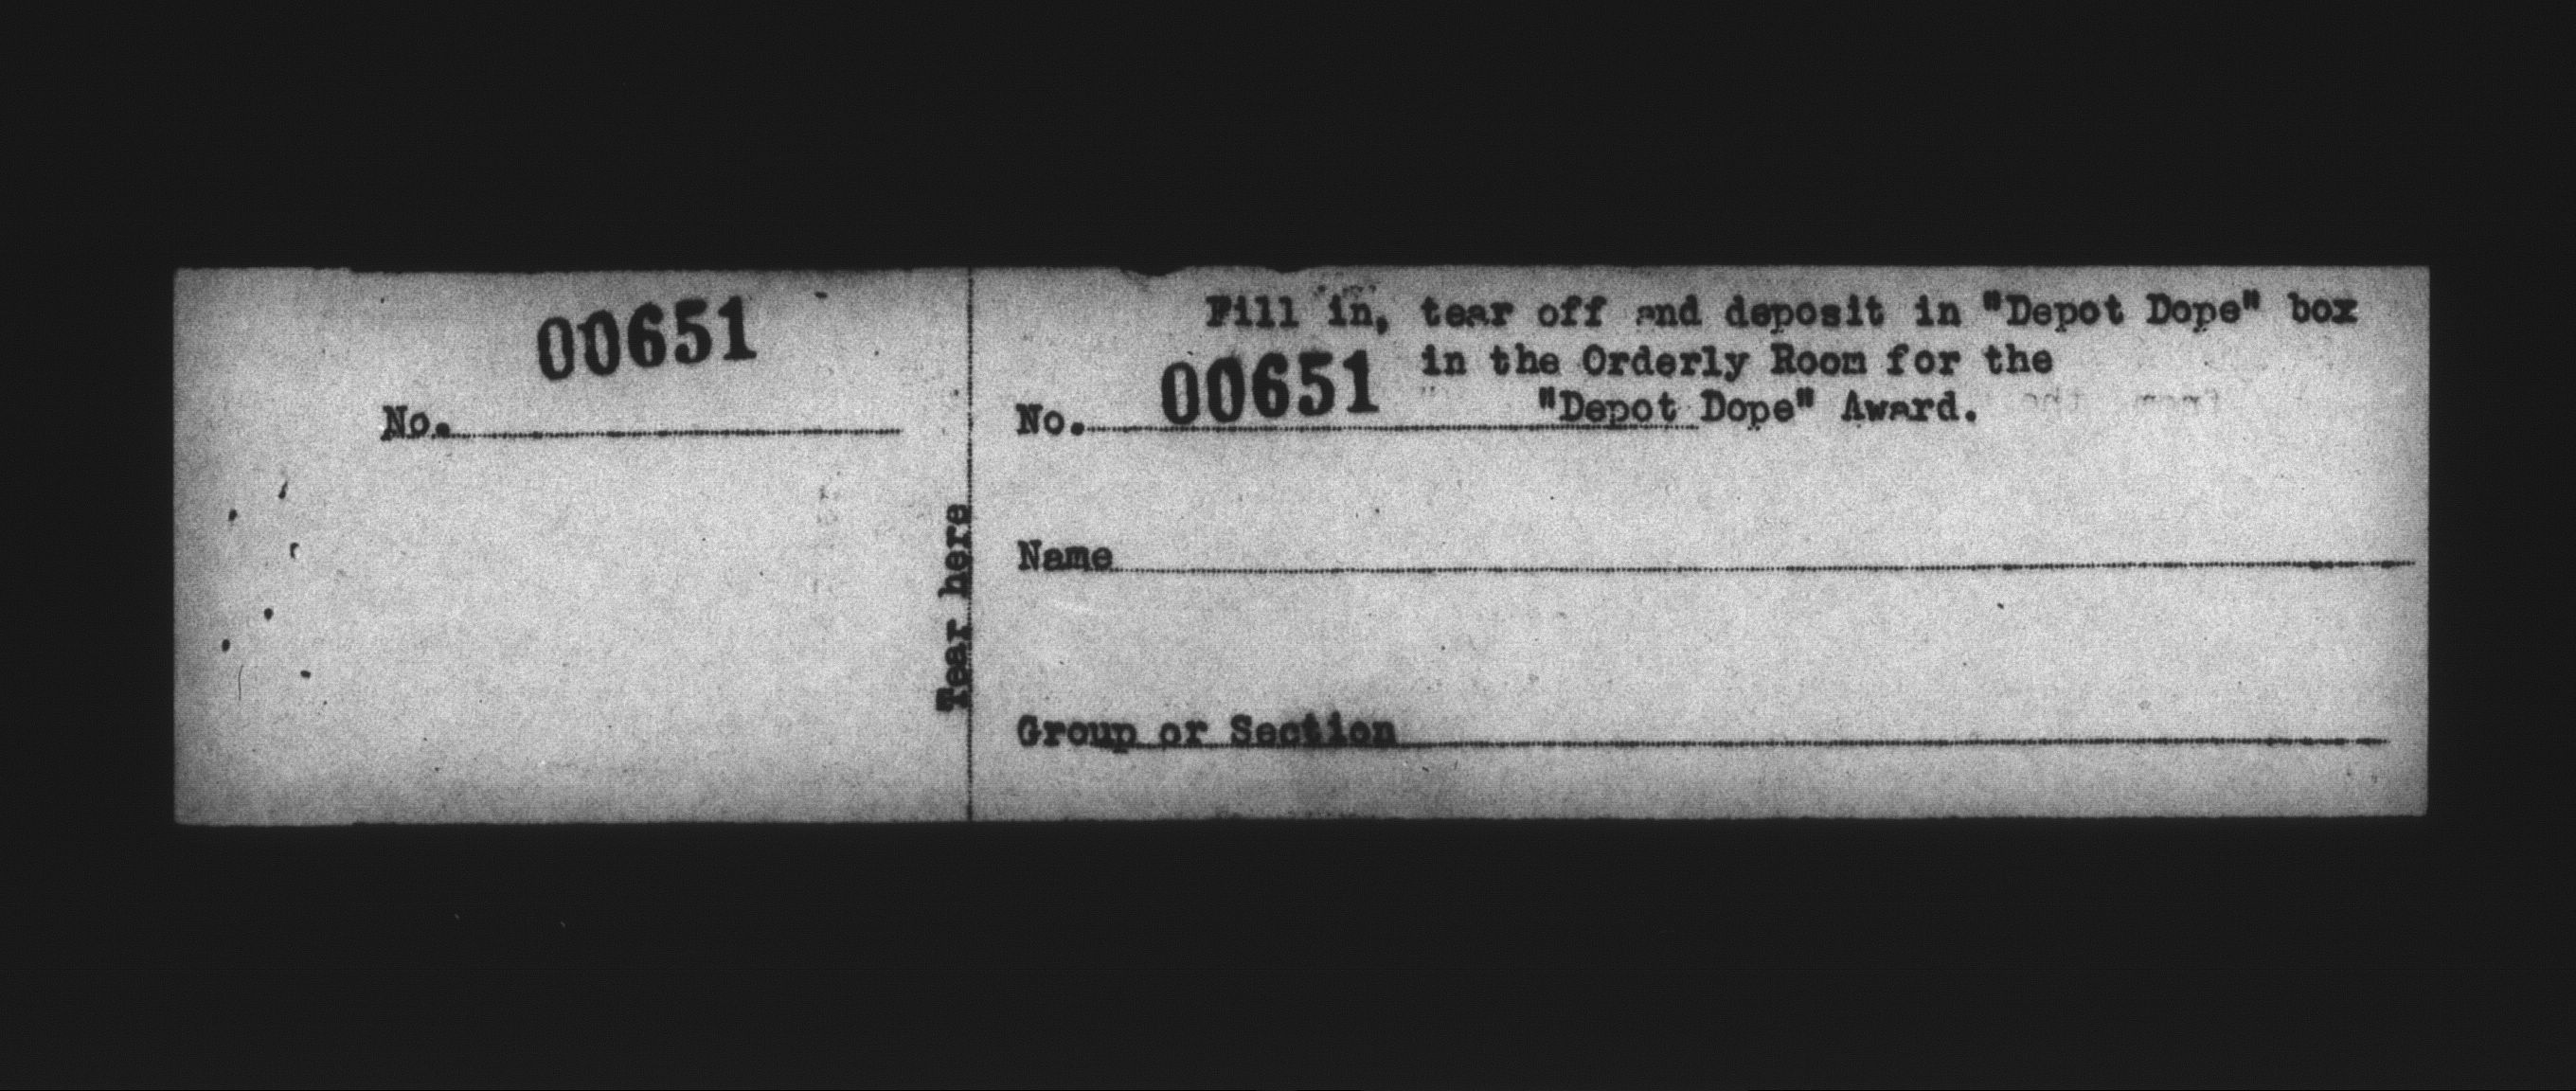 00651
No.
Tear here
Fill in, tear off and deposit in "Depot Dope" box
in the Orderly Room for the
"Depot Dope" Award.
No. 00651
Name
Group or Section